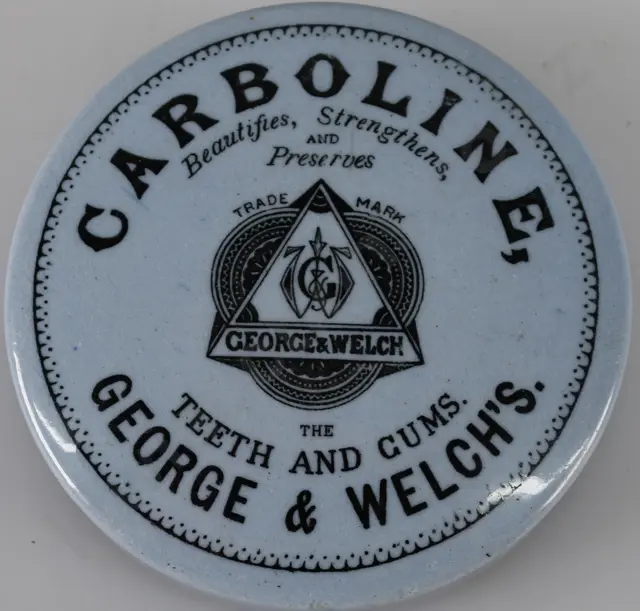 CARBOLINE,
Beautifies, Strengthens,
AND
Preserves
TRADE MARK
G&W
GEORGE & WELCH
THE
TEETH AND GUMS.
GEORGE & WELCH'S.